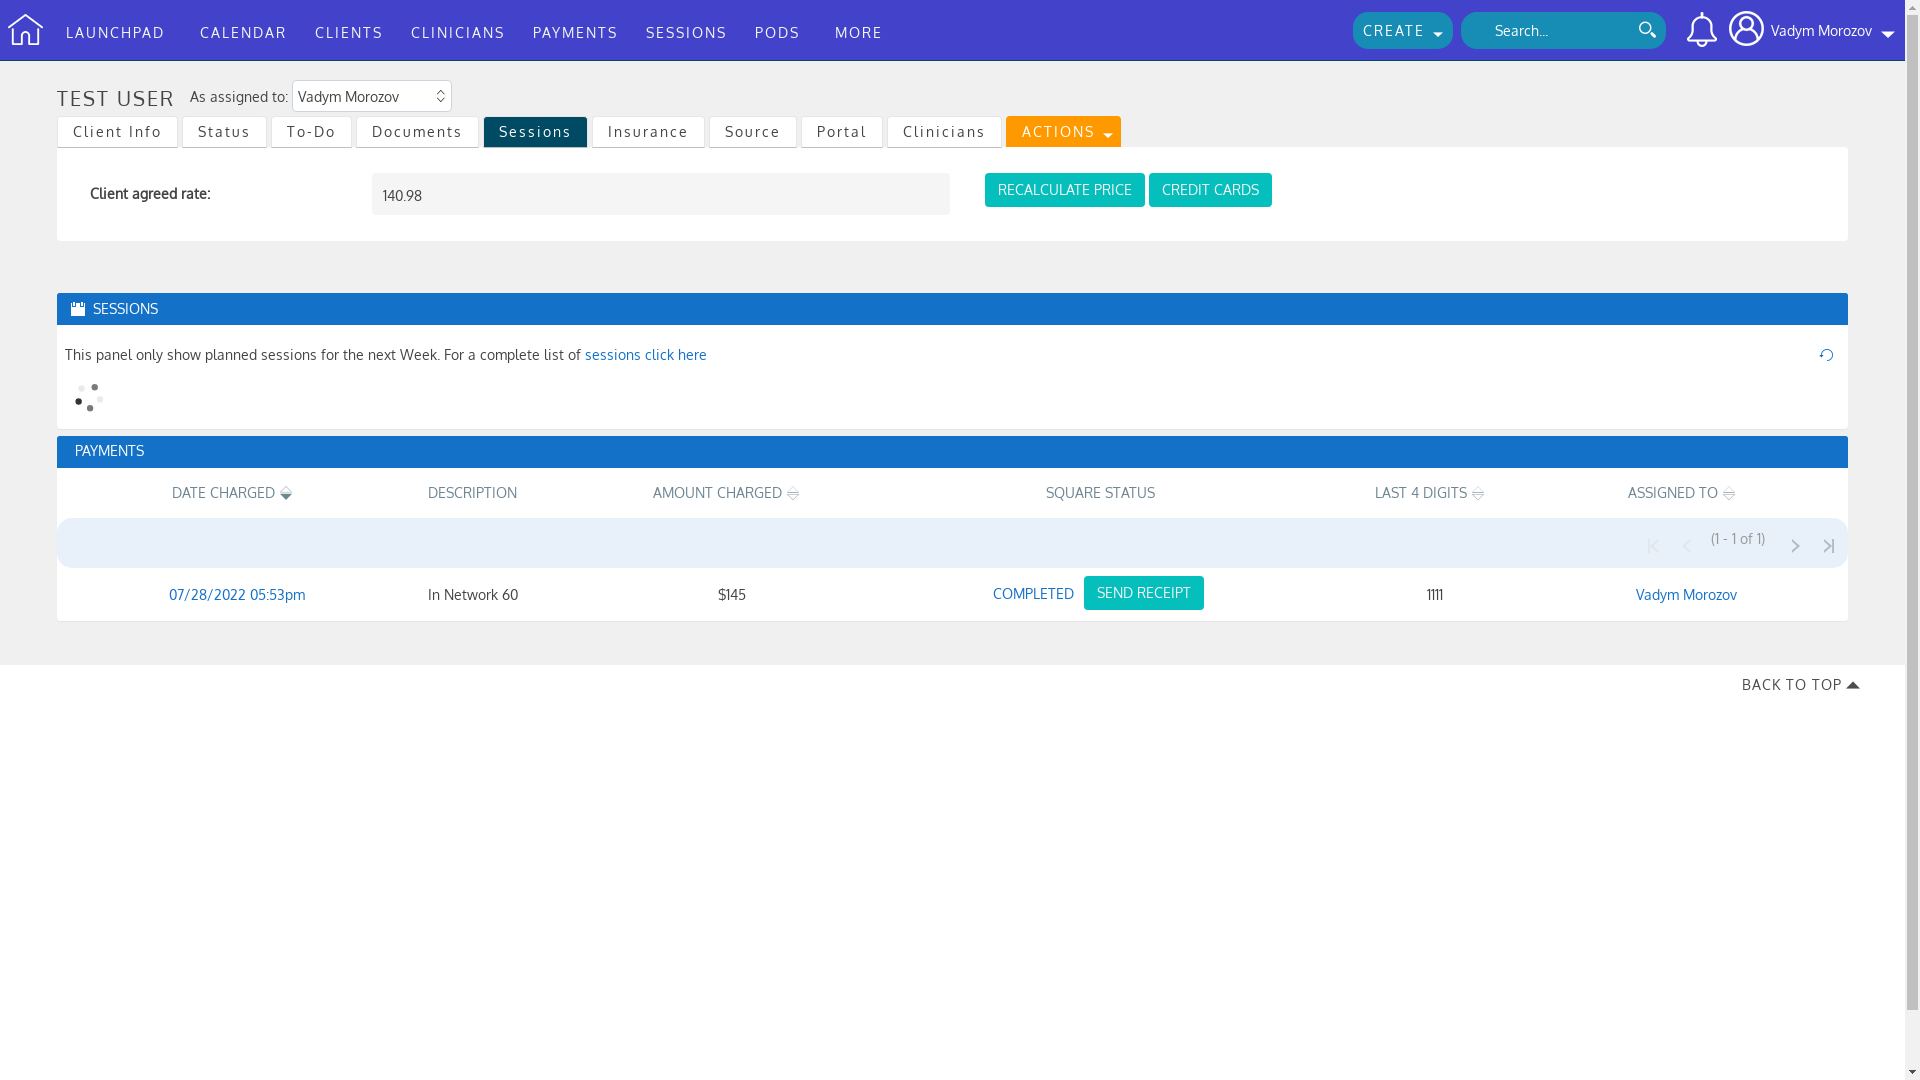 LAUNCHPAD CALENDAR CLIENTS CLINICIANS PAYMENTS SESSIONS PODS MORE CREATE Search... Vadym Morozov
TEST USER As assigned to: Vadym Morozov
Client Info Status To-Do Documents Sessions Insurance Source Portal Clinicians ACTIONS
Client agreed rate: 140.98 RECALCULATE PRICE CREDIT CARDS
SESSIONS
This panel only show planned sessions for the next Week. For a complete list of sessions click here
PAYMENTS
DATE CHARGED DESCRIPTION AMOUNT CHARGED SQUARE STATUS LAST 4 DIGITS ASSIGNED TO
(1 - 1 of 1)
07/28/2022 05:53pm In Network 60 $145 COMPLETED SEND RECEIPT 1111 Vadym Morozov
BACK TO TOP